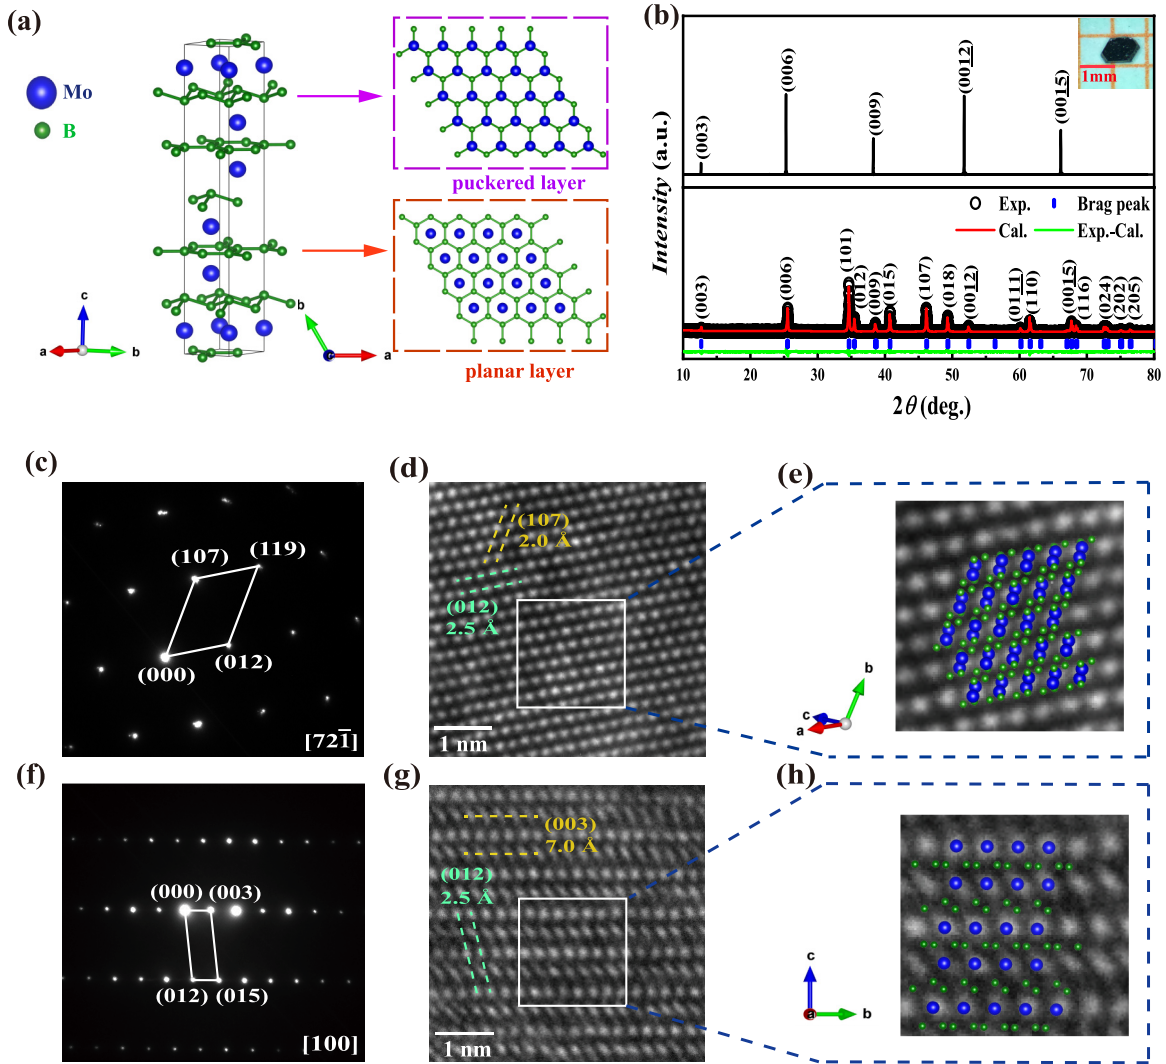 (a)
Mo
B
c
a
b
b
a
puckered layer
planar layer
(b)
Intensity (a.u.)
(003)
(006)
(009)
(0012)
(0015)
1mm
Exp.
Brag peak
Cal.
Exp.-Cal.
(003)
(006)
(101)
(012)
(009)
(015)
(107)
(018)
(0012)
(0111)
(110)
(0015)
(116)
(024)
(202)
(205)
10 20 30 40 50 60 70 80
2θ (deg.)
(c)
(107)
(119)
(000)
(012)
[721̅]
(d)
(107)
2.0 Å
(012)
2.5 Å
1 nm
(e)
b
c
a
(f)
(000)
(003)
(012)
(015)
[100]
(g)
(003)
7.0 Å
(012)
2.5 Å
1 nm
(h)
c
a
b